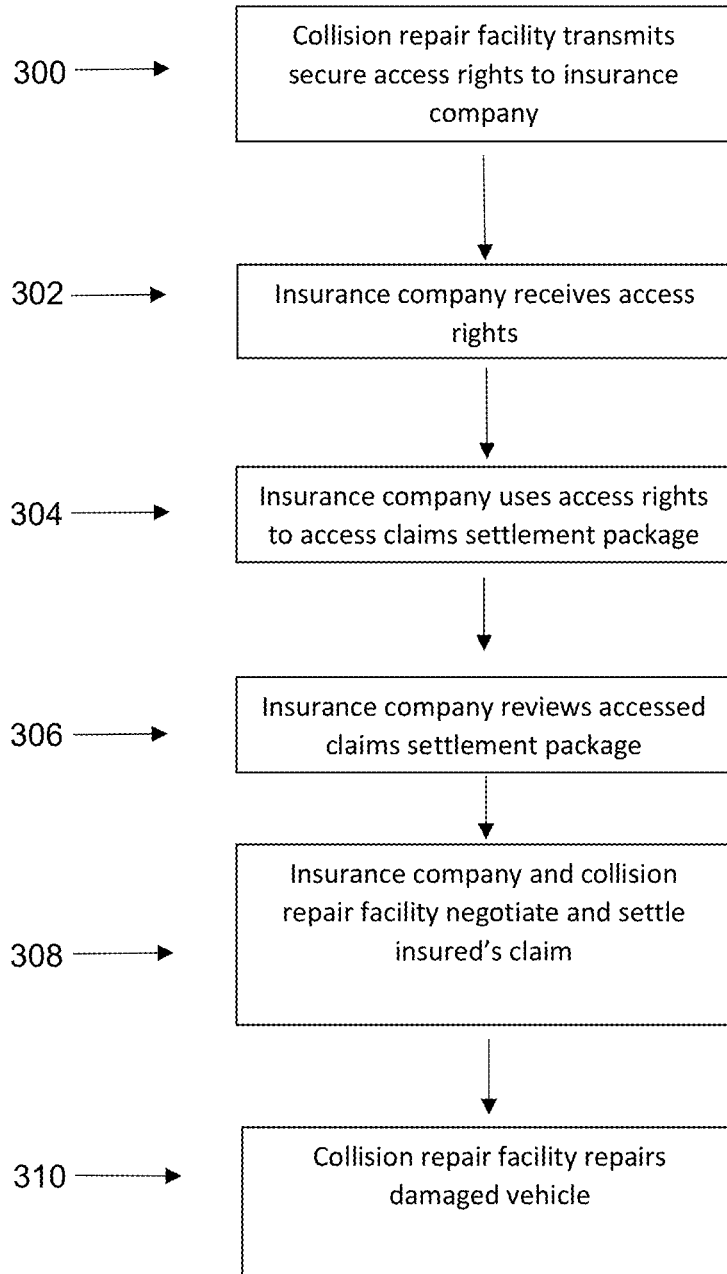 300
Collision repair facility transmits
secure access rights to insurance
company
302
Insurance company receives access
rights
304
Insurance company uses access rights
to access claims settlement package
306
Insurance company reviews accessed
claims settlement package
308
Insurance company and collision
repair facility negotiate and settle
insured's claim
310
Collision repair facility repairs
damaged vehicle